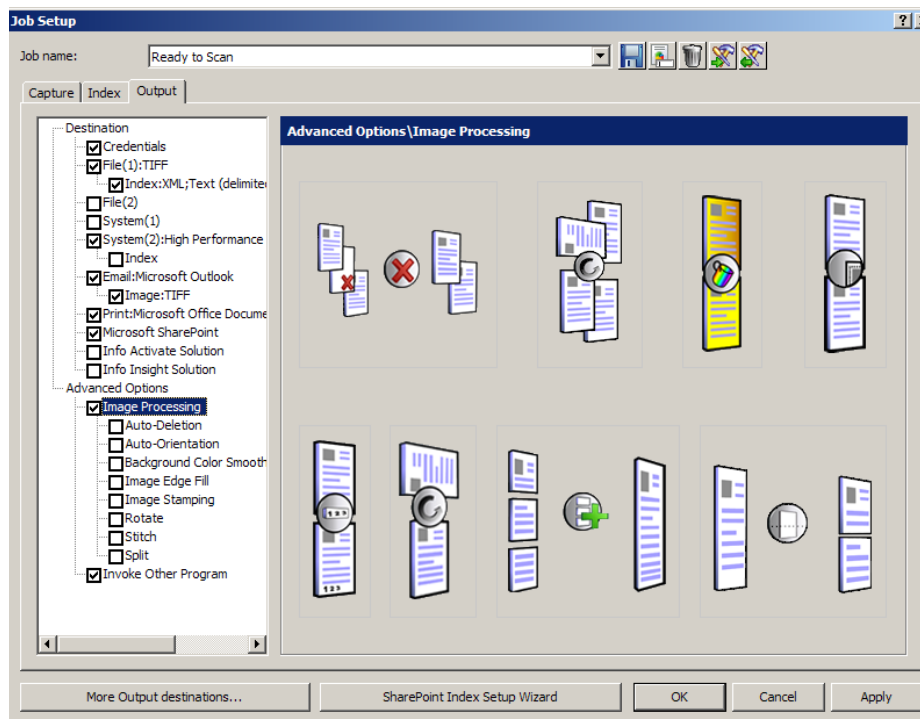 Job Setup
?
Job name: Ready to Scan
Capture Index Output
Destination
Credentials
File(1):TIFF
Index:XML;Text (delimite
File(2)
System(1)
System(2):High Performance
Index
Email:Microsoft Outlook
Image:TIFF
Print:Microsoft Office Docume
Microsoft SharePoint
Info Activate Solution
Info Insight Solution
Advanced Options
Image Processing
Auto-Deletion
Auto-Orientation
Background Color Smooth
Image Edge Fill
Image Stamping
Rotate
Stitch
Split
Invoke Other Program
Advanced Options\Image Processing
123
123
More Output destinations... SharePoint Index Setup Wizard OK Cancel Apply